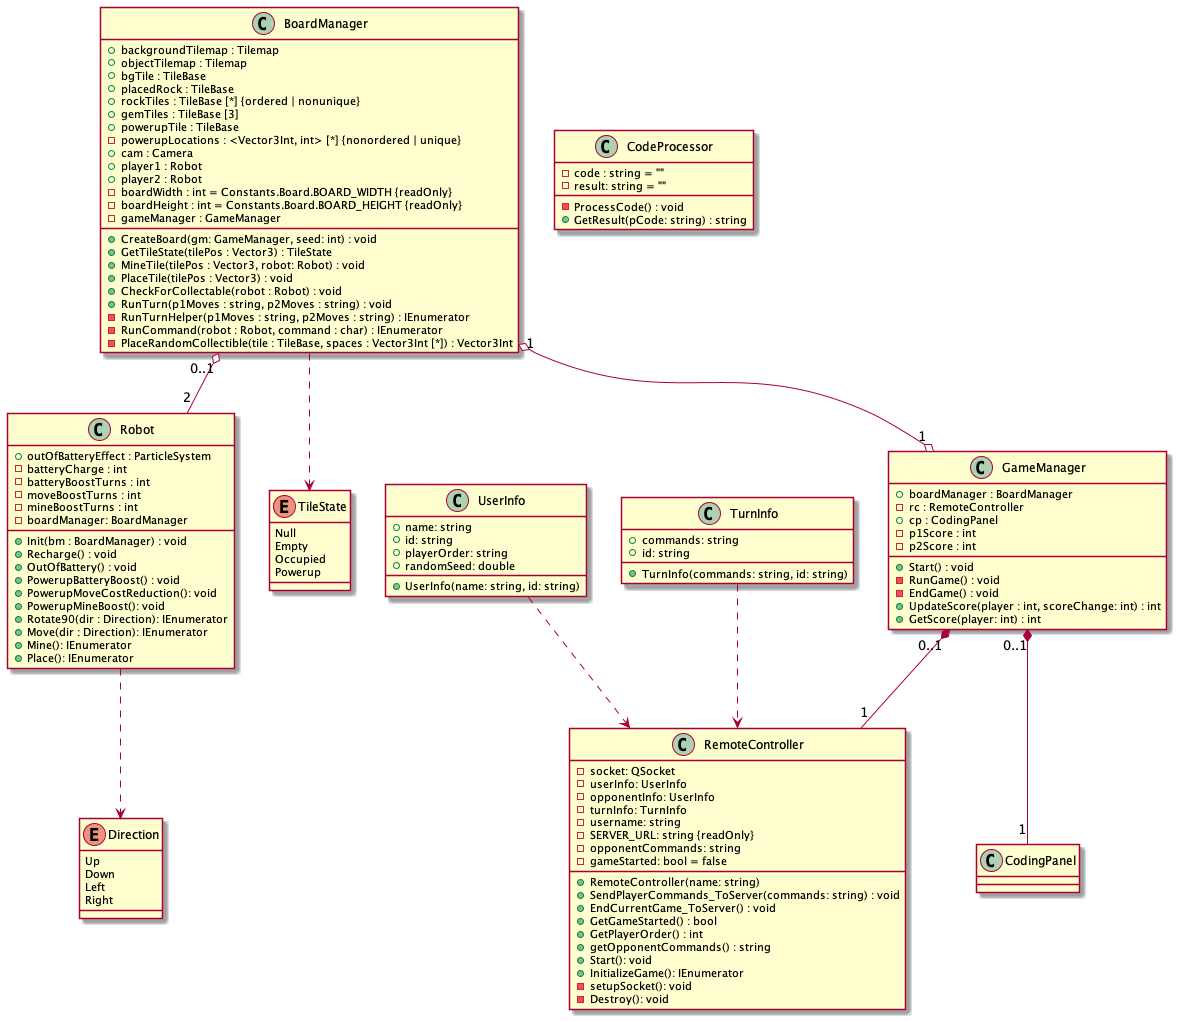 BoardManager
backgroundTilemap : Tilemap
objectTilemap : Tilemap
bgTile : TileBase
placedRock : TileBase
rockTiles : TileBase [*] {ordered | nonunique}
gemTiles : TileBase [3]
powerupTile : TileBase
powerupLocations : <Vector3Int, int> [*] {nonordered | unique}
cam : Camera
player1 : Robot
player2 : Robot
boardWidth : int = Constants.Board.BOARD_WIDTH {readOnly}
boardHeight : int = Constants.Board.BOARD_HEIGHT {readOnly}
gameManager : GameManager
CreateBoard(gm: GameManager, seed: int) : void
GetTileState(tilePos : Vector3) : TileState
MineTile(tilePos : Vector3, robot: Robot) : void
PlaceTile(tilePos : Vector3) : void
CheckForCollectable(robot : Robot) : void
RunTurn(p1Moves : string, p2Moves : string) : void
RunTurnHelper(p1Moves : string, p2Moves : string) : IEnumerator
RunCommand(robot : Robot, command : char) : IEnumerator
PlaceRandomCollectible(tile : TileBase, spaces : Vector3Int [*]) : Vector3Int
CodeProcessor
code : string = ""
result: string = ""
ProcessCode() : void
GetResult(pCode: string) : string
0..1
2
1
1
Robot
outOfBatteryEffect : ParticleSystem
batteryCharge : int
batteryBoostTurns : int
moveBoostTurns : int
mineBoostTurns : int
boardManager: BoardManager
Init(bm : BoardManager) : void
Recharge() : void
OutOfBattery() : void
PowerupBatteryBoost() : void
PowerupMoveCostReduction(): void
PowerupMineBoost(): void
Rotate90(dir : Direction): IEnumerator
Move(dir : Direction): IEnumerator
Mine(): IEnumerator
Place(): IEnumerator
TileState
Null
Empty
Occupied
Powerup
UserInfo
name: string
id: string
playerOrder: string
randomSeed: double
UserInfo(name: string, id: string)
TurnInfo
commands: string
id: string
TurnInfo(commands: string, id: string)
GameManager
boardManager : BoardManager
rc : RemoteController
cp : CodingPanel
p1Score : int
p2Score : int
Start() : void
RunGame() : void
EndGame() : void
UpdateScore(player : int, scoreChange: int) : int
GetScore(player: int) : int
0..1
1
0..1
1
Direction
Up
Down
Left
Right
RemoteController
socket: QSocket
userInfo: UserInfo
opponentInfo: UserInfo
turnInfo: TurnInfo
username: string
SERVER_URL: string {readOnly}
opponentCommands: string
gameStarted: bool = false
RemoteController(name: string)
SendPlayerCommands_ToServer(commands: string) : void
EndCurrentGame_ToServer() : void
GetGameStarted() : bool
GetPlayerOrder() : int
getOpponentCommands() : string
Start(): void
InitializeGame(): IEnumerator
setupSocket(): void
Destroy(): void
CodingPanel